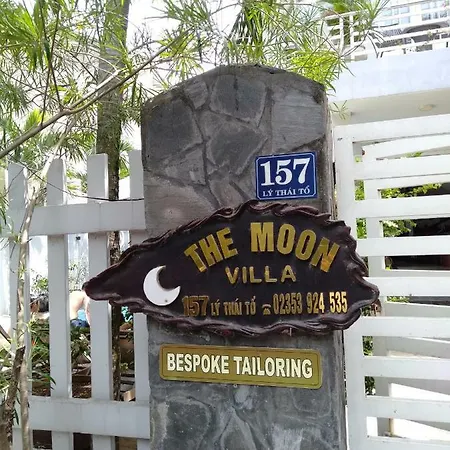 157
LÝ THÁI TỔ
THE MOON
VILLA
157 LÝ THÁI TỔ ☎ 02353 924 535
BESPOKE TAILORING